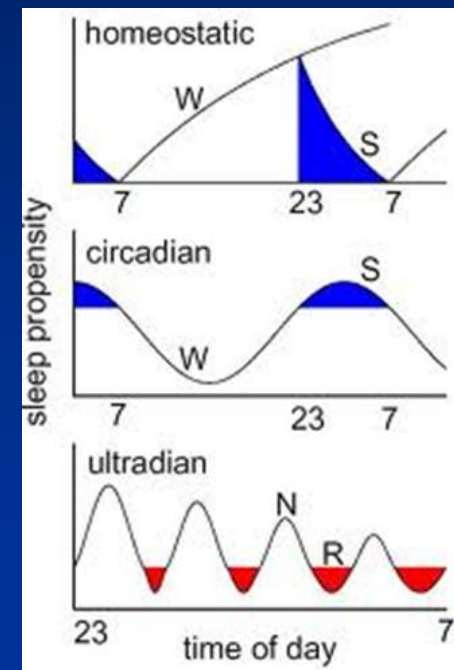 homeostatic
W
S
7 23 7
circadian
S
W
7 23 7
sleep propensity
ultradian
N
R
23 7
time of day